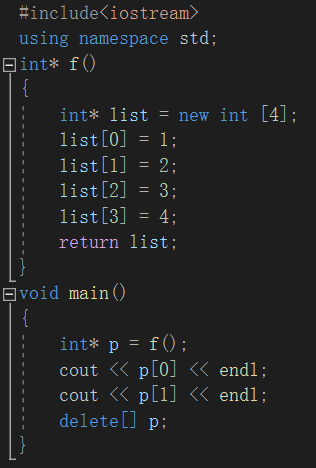 #include<iostream>
using namespace std;
int* f()
{
int* list = new int [4];
list[0] = 1;
list[1] = 2;
list[2] = 3;
list[3] = 4;
return list;
}
void main()
{
int* p = f();
cout << p[0] << endl;
cout << p[1] << endl;
delete[] p;
}